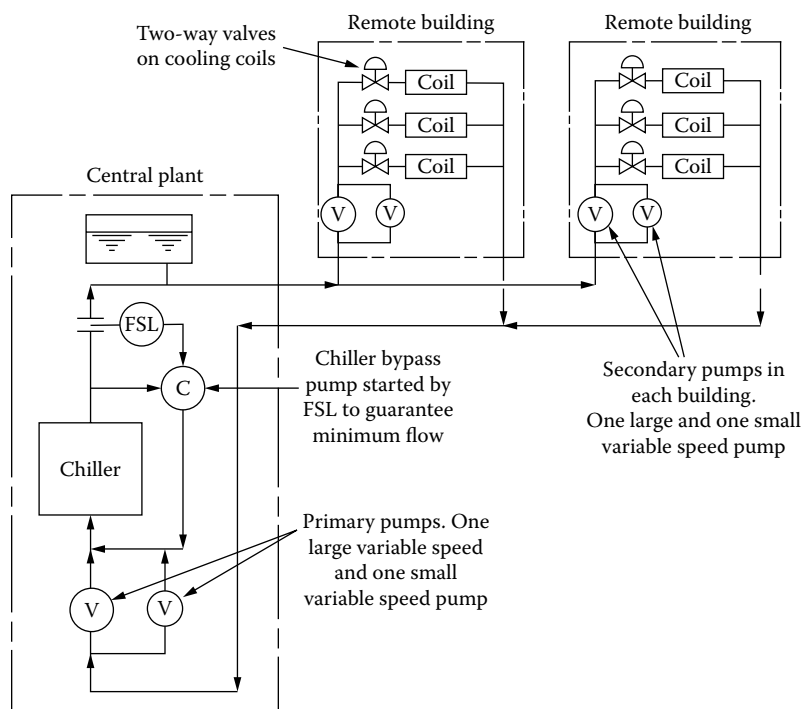 Remote building
Remote building
Two-way valves
on cooling coils
Coil
Coil
Coil
V
V
Coil
Coil
Coil
V
V
Central plant
FSL
C
Chiller
V
V
Chiller bypass
pump started by
FSL to guarantee
minimum flow
Secondary pumps in
each building.
One large and one small
variable speed pump
Primary pumps. One
large variable speed
and one small
variable speed pump